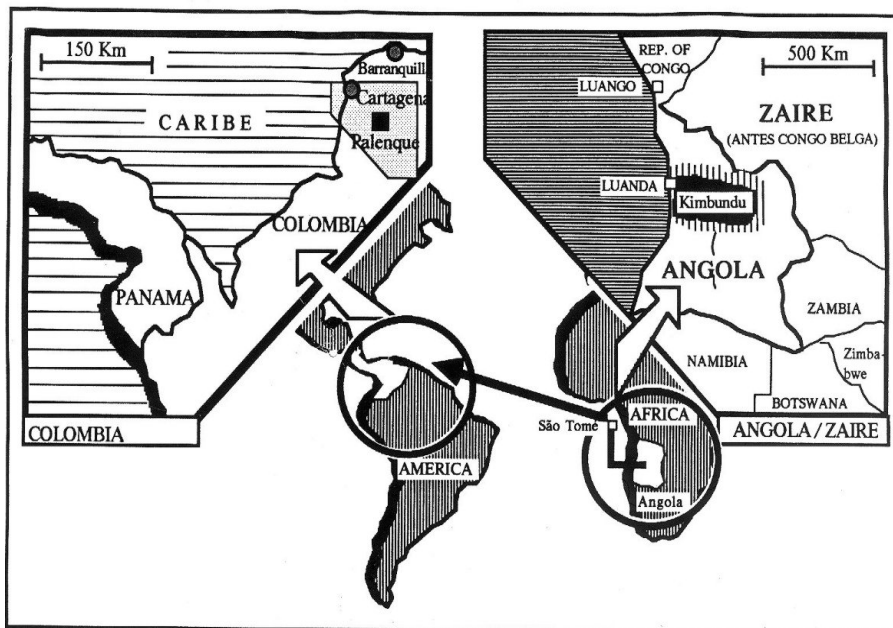 150 Km
Barranquill
Cartagena
CARIBE
Palenque
COLOMBIA
PANAMA
COLOMBIA
AMERICA
500 Km
REP. OF
CONGO
LUANGO
ZAIRE
(ANTES CONGO BELGA)
LUANDA
Kimbundu
ANGOLA
ZAMBIA
NAMIBIA
Zimba-
bwe
BOTSWANA
AFRICA
São Tomé
ANGOLA/ZAIRE
Angola